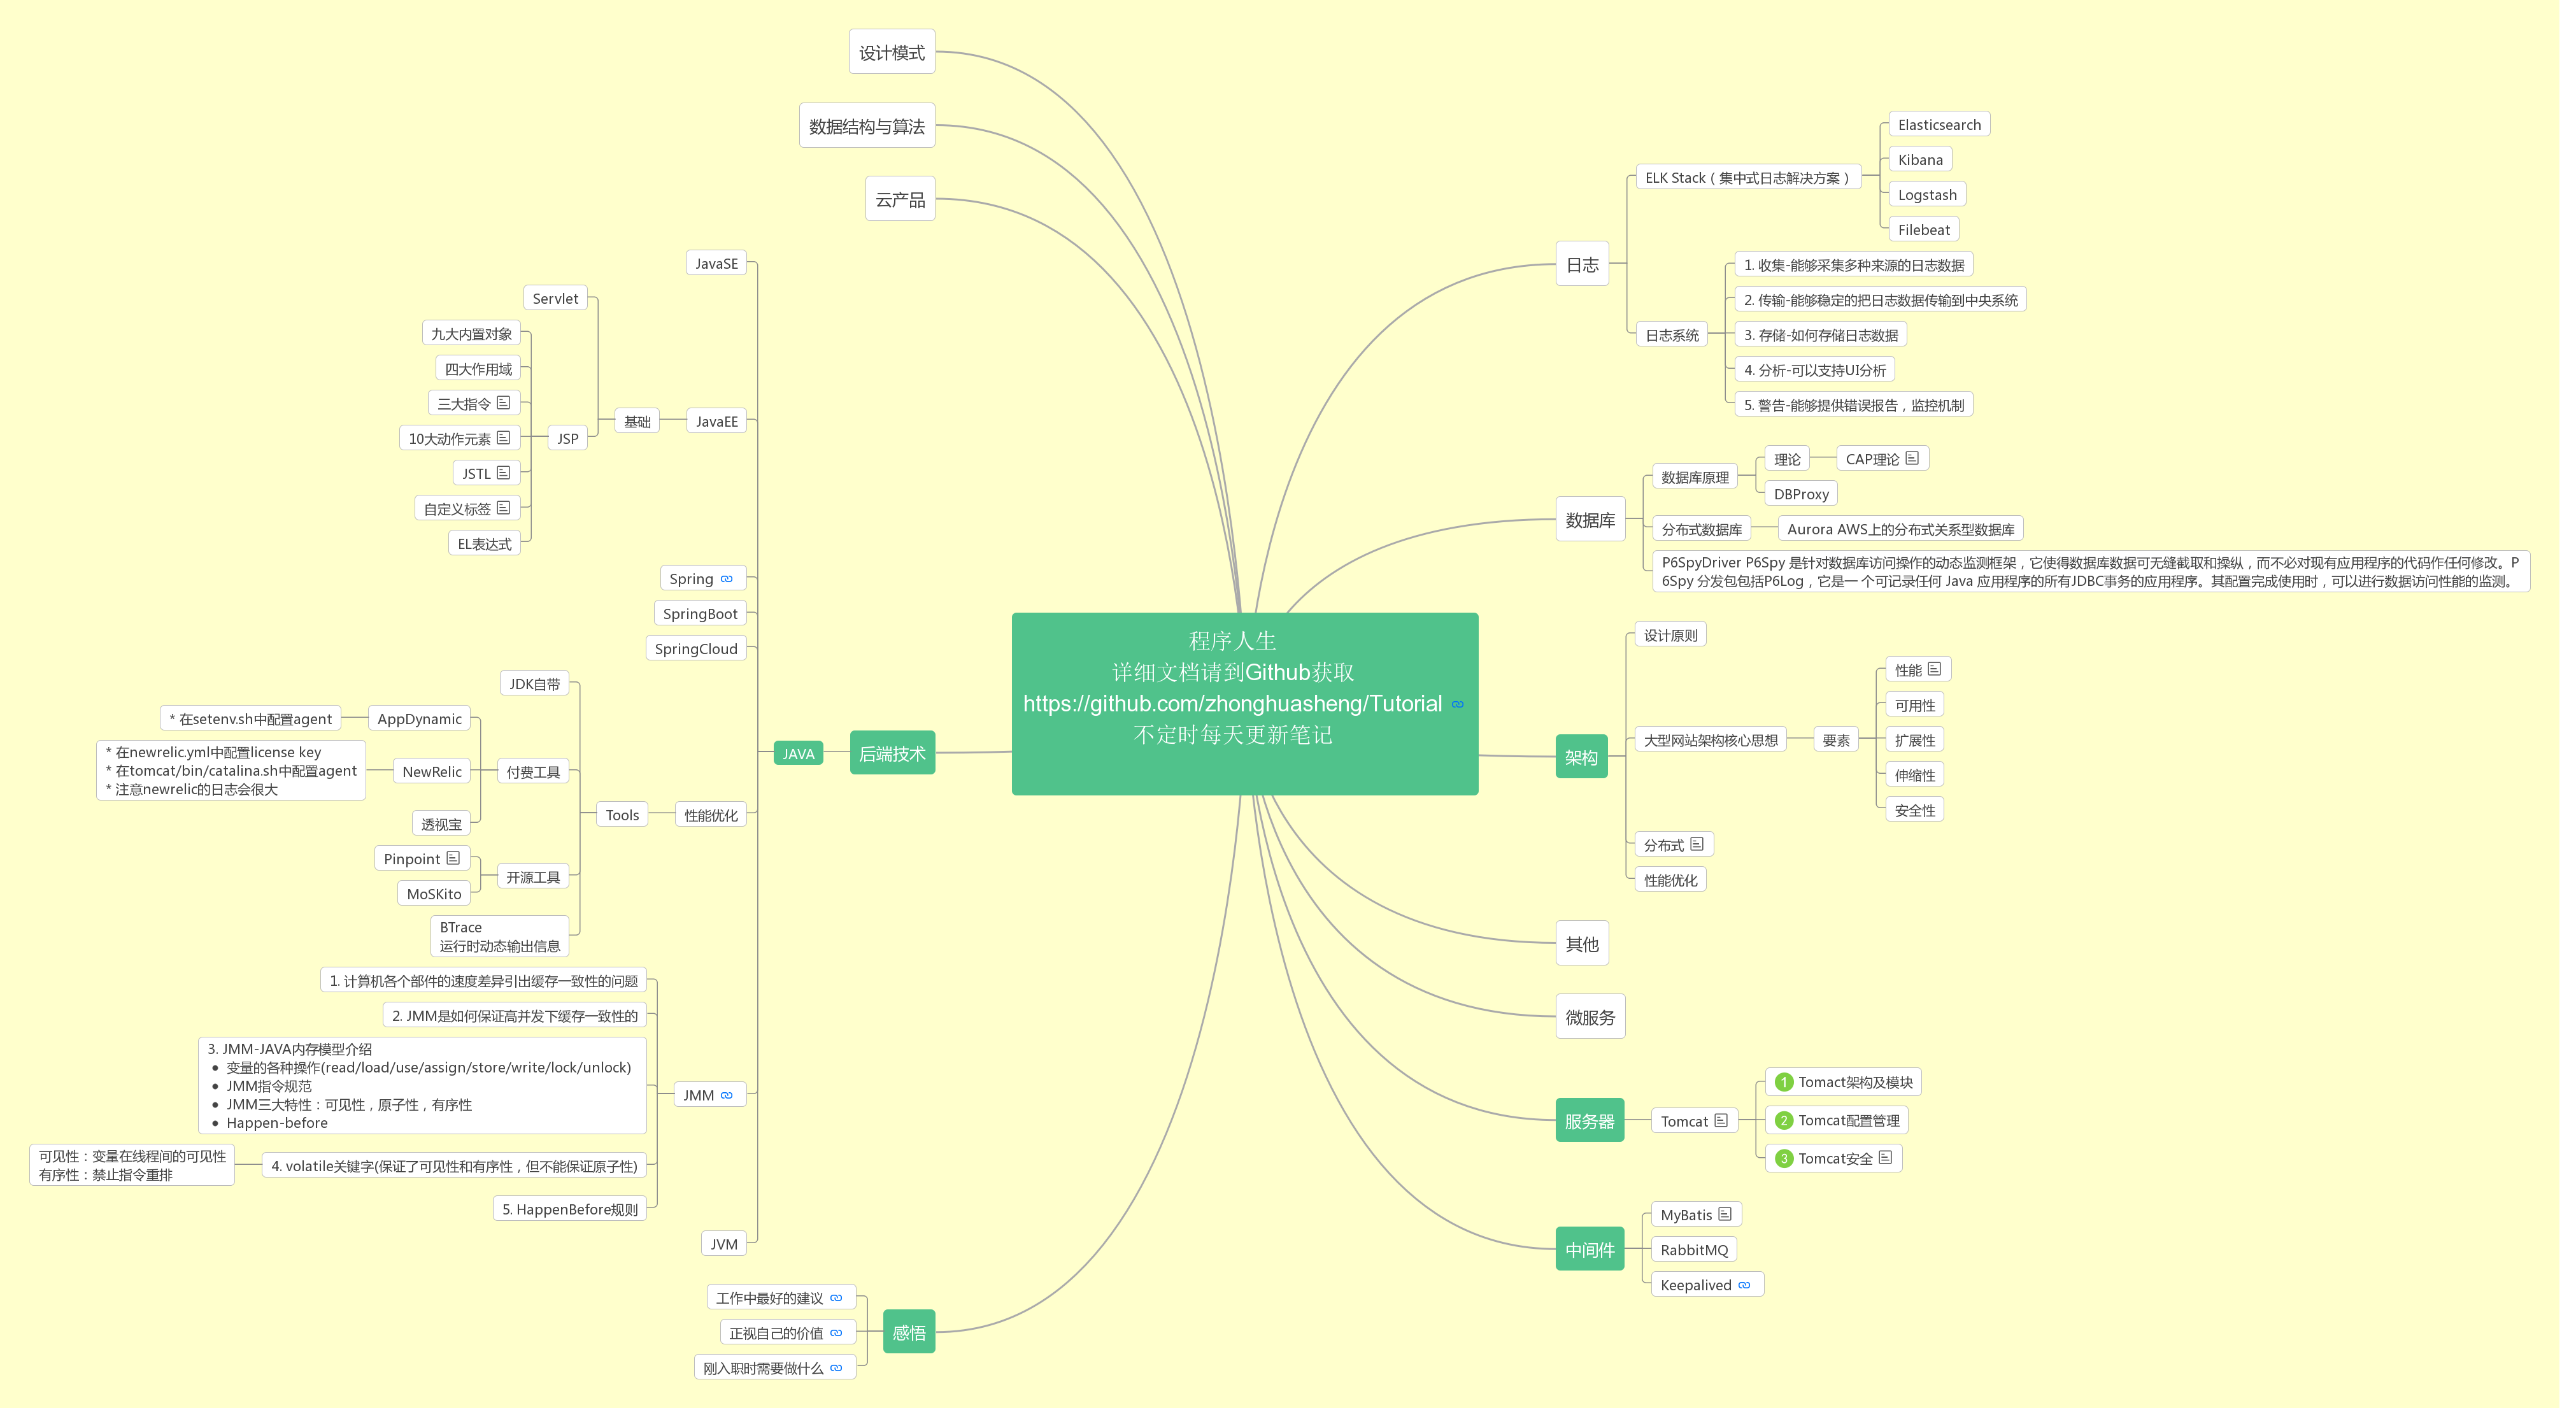 程序人生
详细文档请到Github获取
https://github.com/zhonghuasheng/Tutorial
不定时每天更新笔记
日志
ELK Stack（集中式日志解决方案）
Elasticsearch
Kibana
Logstash
Filebeat
日志系统
1. 收集-能够采集多种来源的日志数据
2. 传输-能够稳定的把日志数据传输到中央系统
3. 存储-如何存储日志数据
4. 分析-可以支持UI分析
5. 警告-能够提供错误报告，监控机制
数据库
数据库原理
理论
CAP理论
DBProxy
分布式数据库
Aurora AWS上的分布式关系型数据库
P6SpyDriver P6Spy 是针对数据库访问操作的动态监测框架，它使得数据库数据可无缝截取和操纵，而不必对现有应用程序的代码作任何修改。P
6Spy 分发包包括P6Log，它是一个可记录任何 Java 应用程序的所有JDBC事务的应用程序。其配置完成使用时，可以进行数据访问性能的监测。
架构
设计原则
大型网站架构核心思想
要素
性能
可用性
扩展性
伸缩性
安全性
分布式
性能优化
其他
微服务
服务器
Tomcat
1 Tomact架构及模块
2 Tomcat配置管理
3 Tomcat安全
中间件
MyBatis
RabbitMQ
Keepalived
设计模式
数据结构与算法
云产品
后端技术
JAVA
JavaSE
JavaEE
基础
Servlet
JSP
九大内置对象
四大作用域
三大指令
10大动作元素
JSTL
自定义标签
EL表达式
Spring
SpringBoot
SpringCloud
性能优化
Tools
JDK自带
付费工具
AppDynamic
* 在setenv.sh中配置agent
NewRelic
* 在newrelic.yml中配置license key
* 在tomcat/bin/catalina.sh中配置agent
* 注意newrelic的日志会很大
透视宝
开源工具
Pinpoint
MoSKito
BTrace
运行时动态输出信息
JMM
1. 计算机各个部件的速度差异引出缓存一致性的问题
2. JMM是如何保证高并发下缓存一致性的
3. JMM-JAVA内存模型介绍
• 变量的各种操作(read/load/use/assign/store/write/lock/unlock)
• JMM指令规范
• JMM三大特性：可见性，原子性，有序性
• Happen-before
4. volatile关键字(保证了可见性和有序性，但不能保证原子性)
可见性：变量在线程间的可见性
有序性：禁止指令重排
5. HappenBefore规则
JVM
感悟
工作中最好的建议
正视自己的价值
刚入职时需要做什么